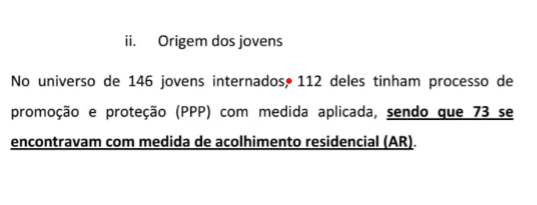 ii. Origem dos jovens
No universo de 146 jovens internados, 112 deles tinham processo de
promoção e proteção (PPP) com medida aplicada, sendo que 73 se
encontravam com medida de acolhimento residencial (AR).